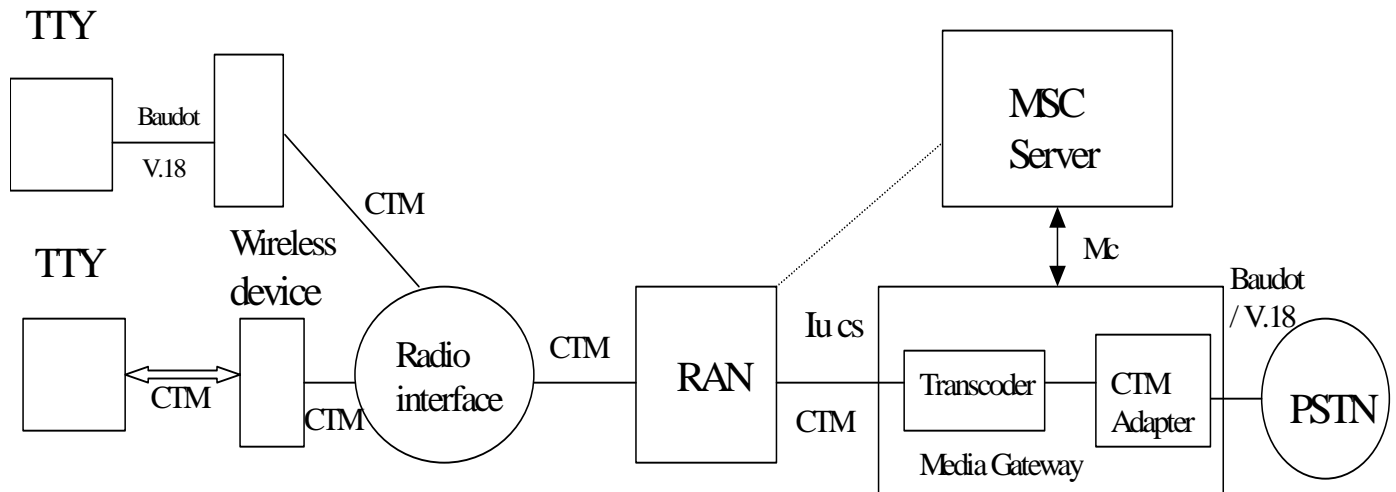 TTY
Baudot
V.18
CTM
MSC
Server
Mc
TTY
Wireless
device
CTM
CTM
Radio
interface
CTM
RAN
Iu cs
CTM
Transcoder
CTM
Adapter
Media Gateway
Baudot
/ V.18
PSTN